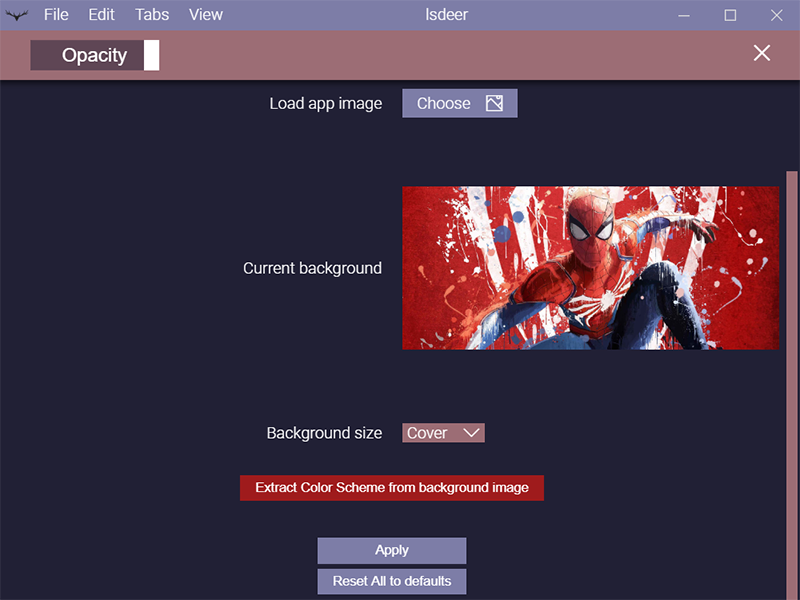 File Edit Tabs View lsdeer
Opacity
Load app image Choose
Current background
Background size Cover
Extract Color Scheme from background image
Apply
Reset All to defaults